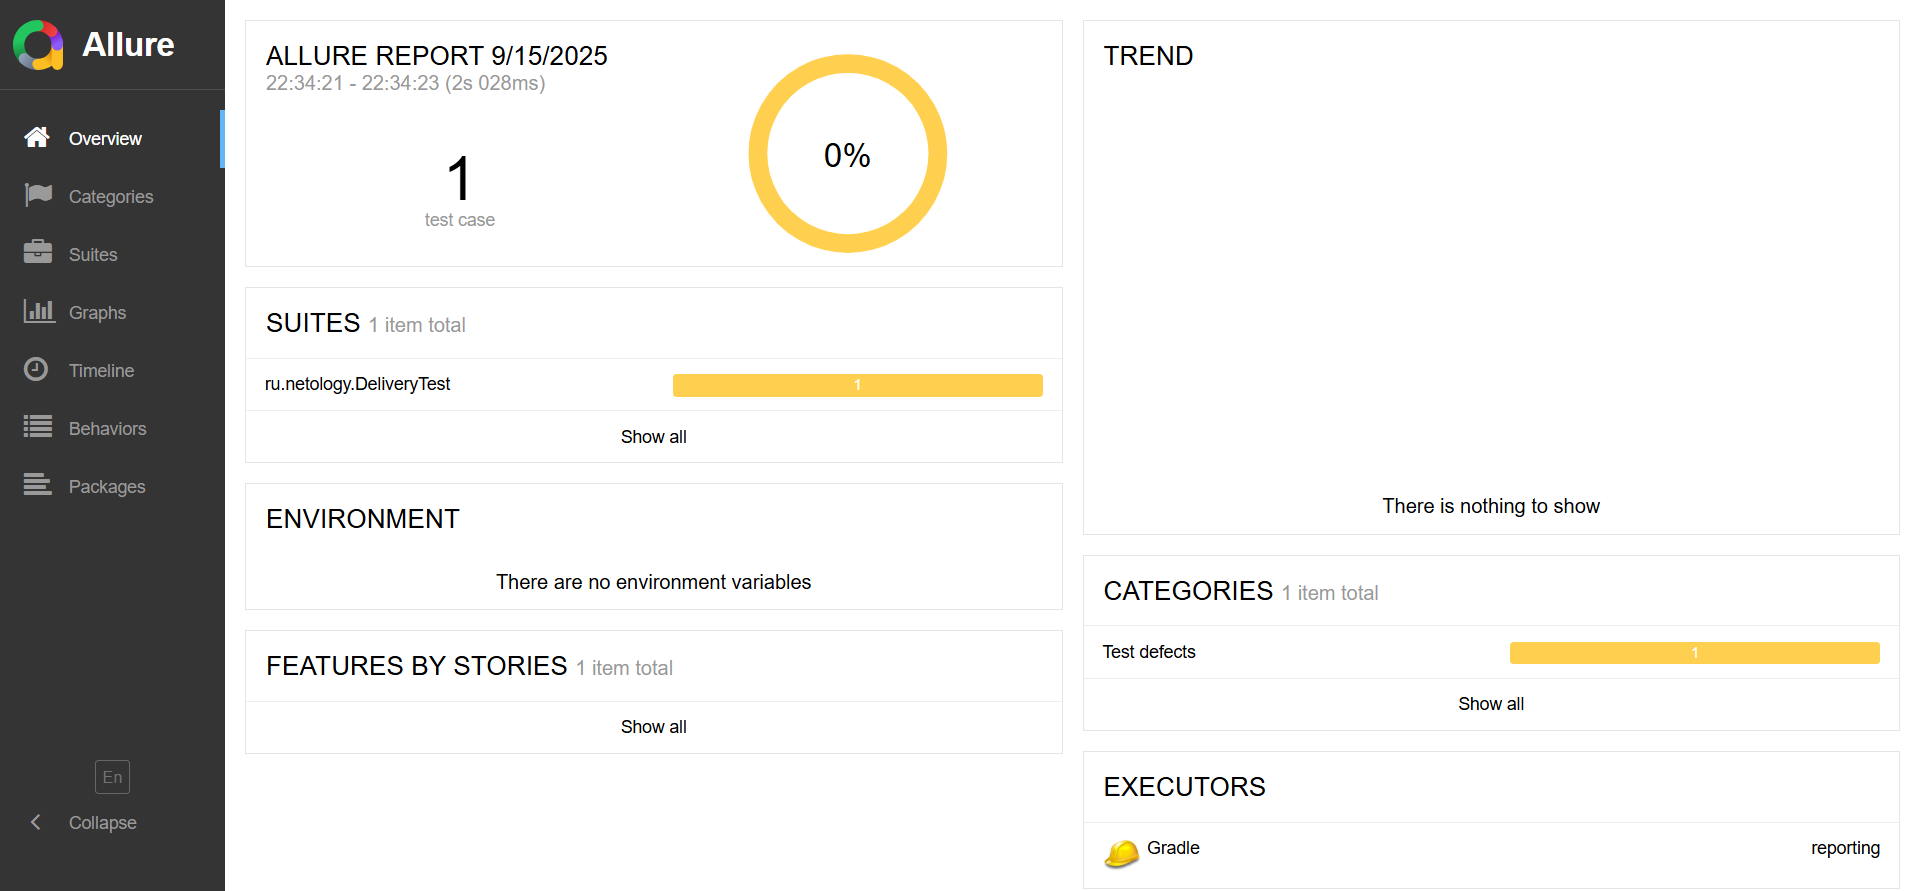 Allure
Overview
Categories
Suites
Graphs
Timeline
Behaviors
Packages
En
Collapse
ALLURE REPORT 9/15/2025
22:34:21 - 22:34:23 (2s 028ms)
1
test case
0%
SUITES 1 item total
ru.netology.DeliveryTest 1
Show all
ENVIRONMENT
There are no environment variables
FEATURES BY STORIES 1 item total
Show all
TREND
There is nothing to show
CATEGORIES 1 item total
Test defects 1
Show all
EXECUTORS
Gradle reporting